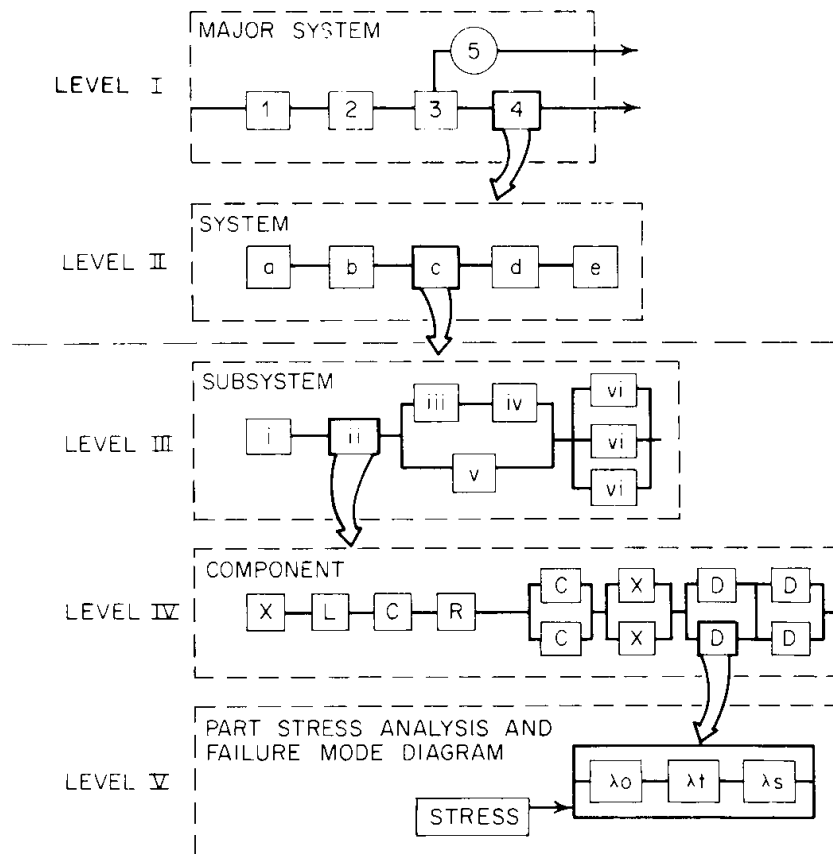 MAJOR SYSTEM
5
LEVEL I
1 2 3 4
SYSTEM
LEVEL II
a b c d e
SUBSYSTEM
iii iv vi
LEVEL III
i ii vi
v vi
COMPONENT
C X D D
LEVEL IV
X L C R
C X D D
PART STRESS ANALYSIS AND
FAILURE MODE DIAGRAM
LEVEL V
λo λt λs
STRESS